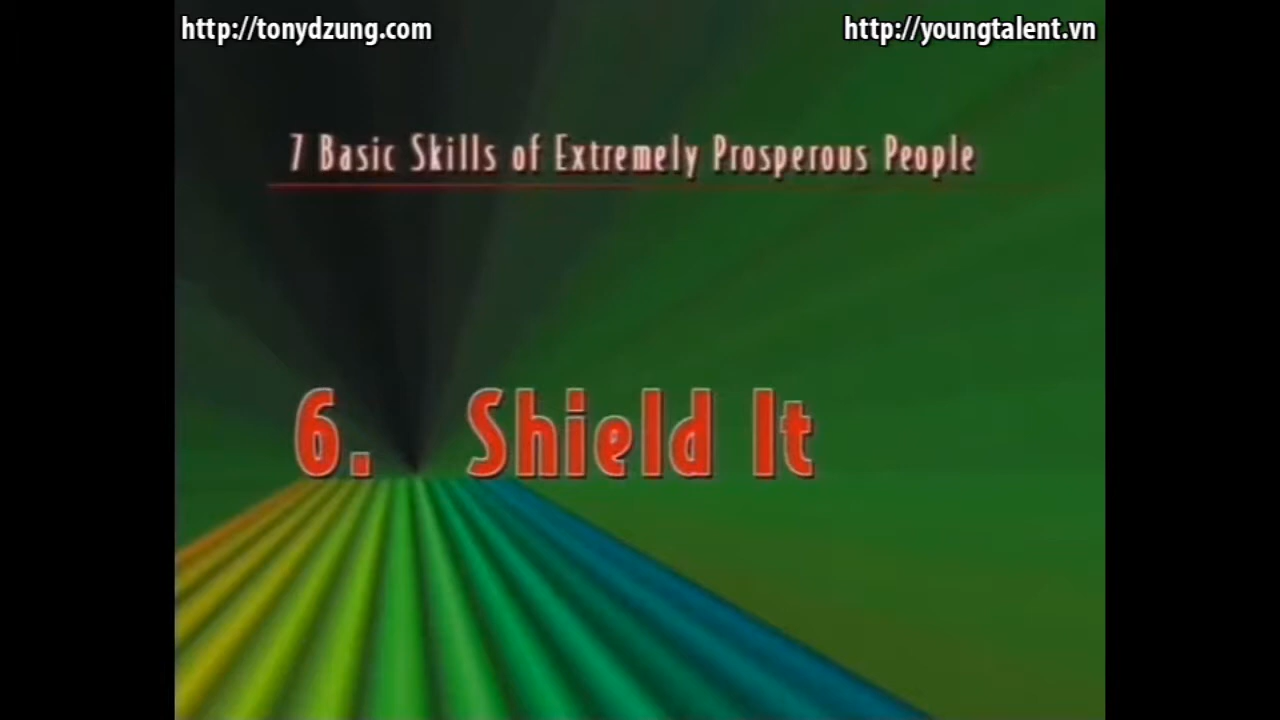 http://tonydzung.com
http://youngtalent.vn
7 Basic Skills of Extremely Prosperous People
6. Shield It